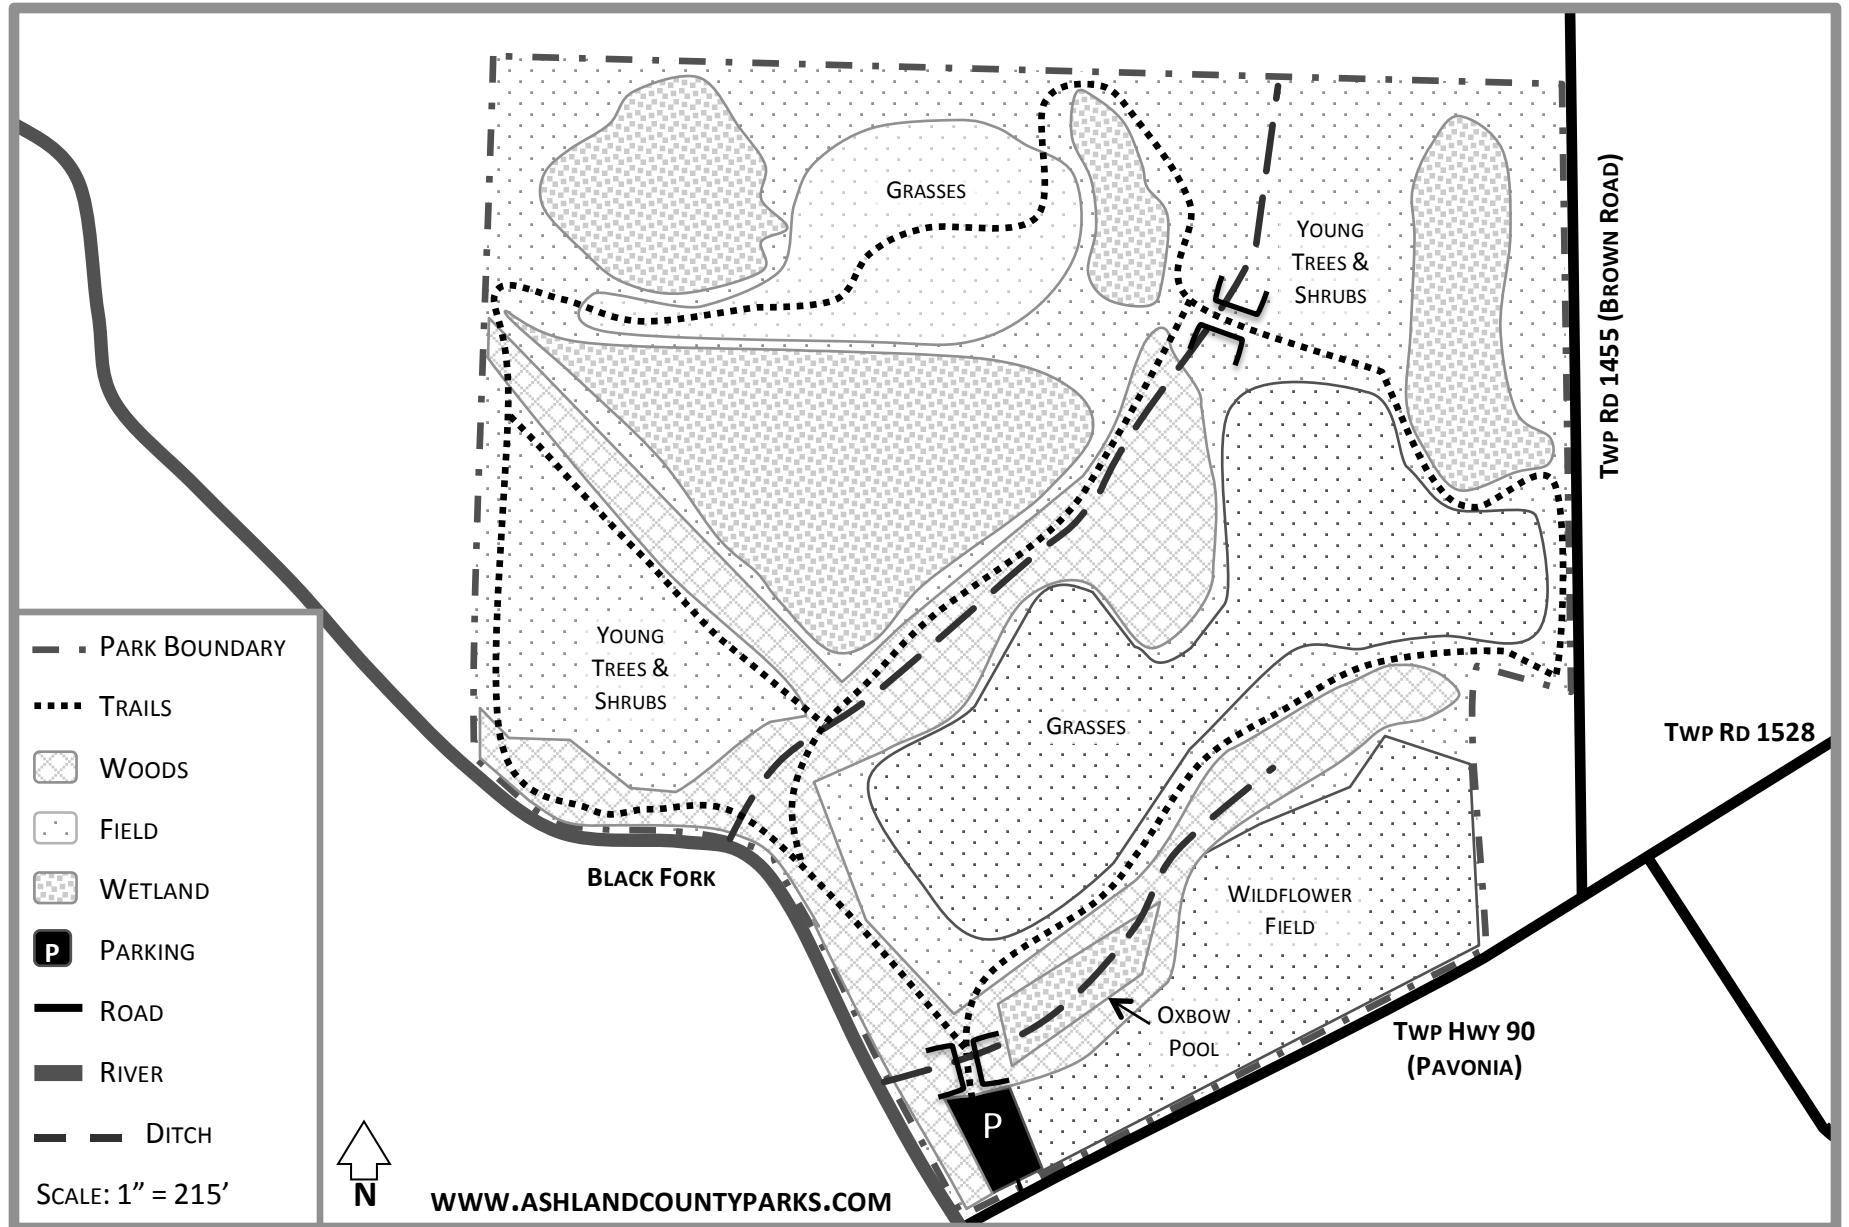 GRASSES
YOUNG
TREES &
SHRUBS
TWP RD 1455 (BROWN ROAD)
YOUNG
TREES &
SHRUBS
GRASSES
TWP RD 1528
BLACK FORK
WILDFLOWER
FIELD
OXBOW
POOL
TWP HWY 90
(PAVONIA)
P
PARK BOUNDARY
TRAILS
WOODS
FIELD
WETLAND
P PARKING
ROAD
RIVER
DITCH
SCALE: 1” = 215’
N
WWW.ASHLANDCOUNTYPARKS.COM